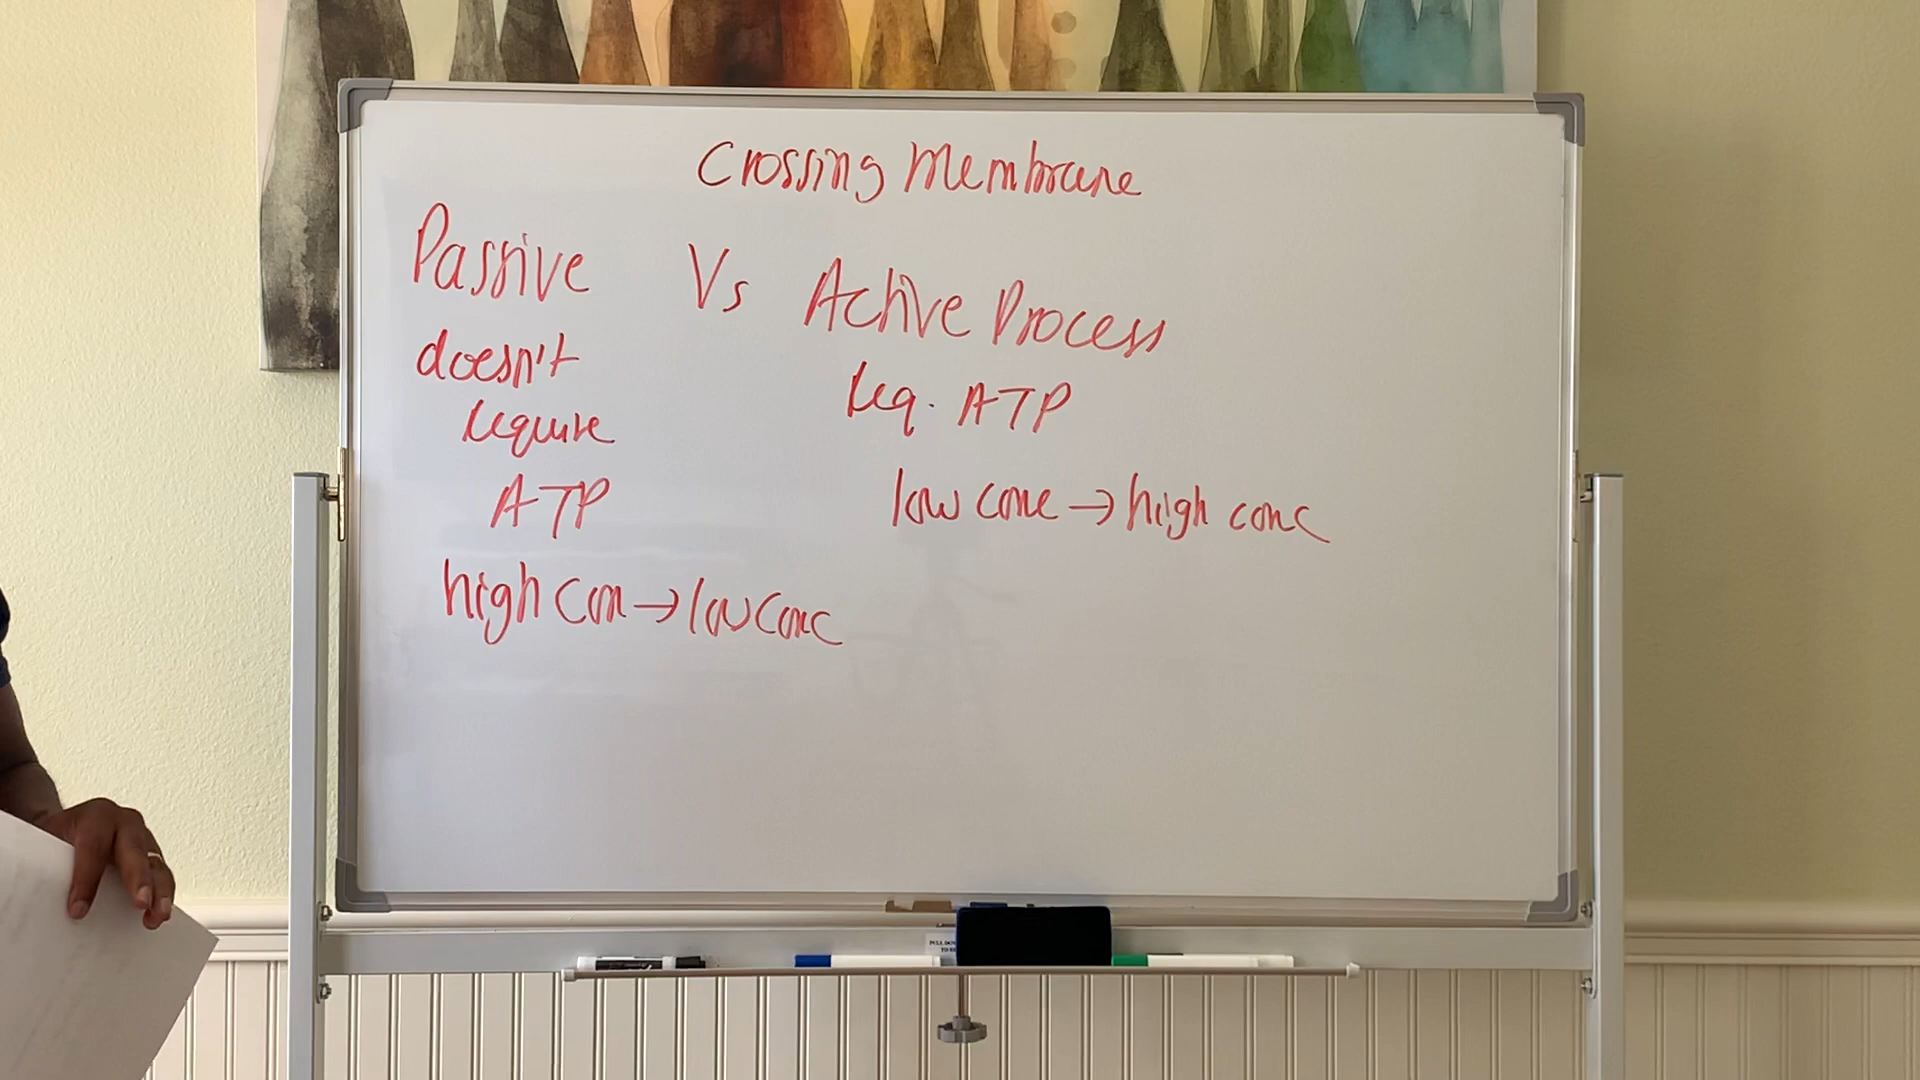 Crossing Membrane
Passive Vs Active Process
doesn't
require
ATP
high con → low conc
req. ATP
low conc → high conc